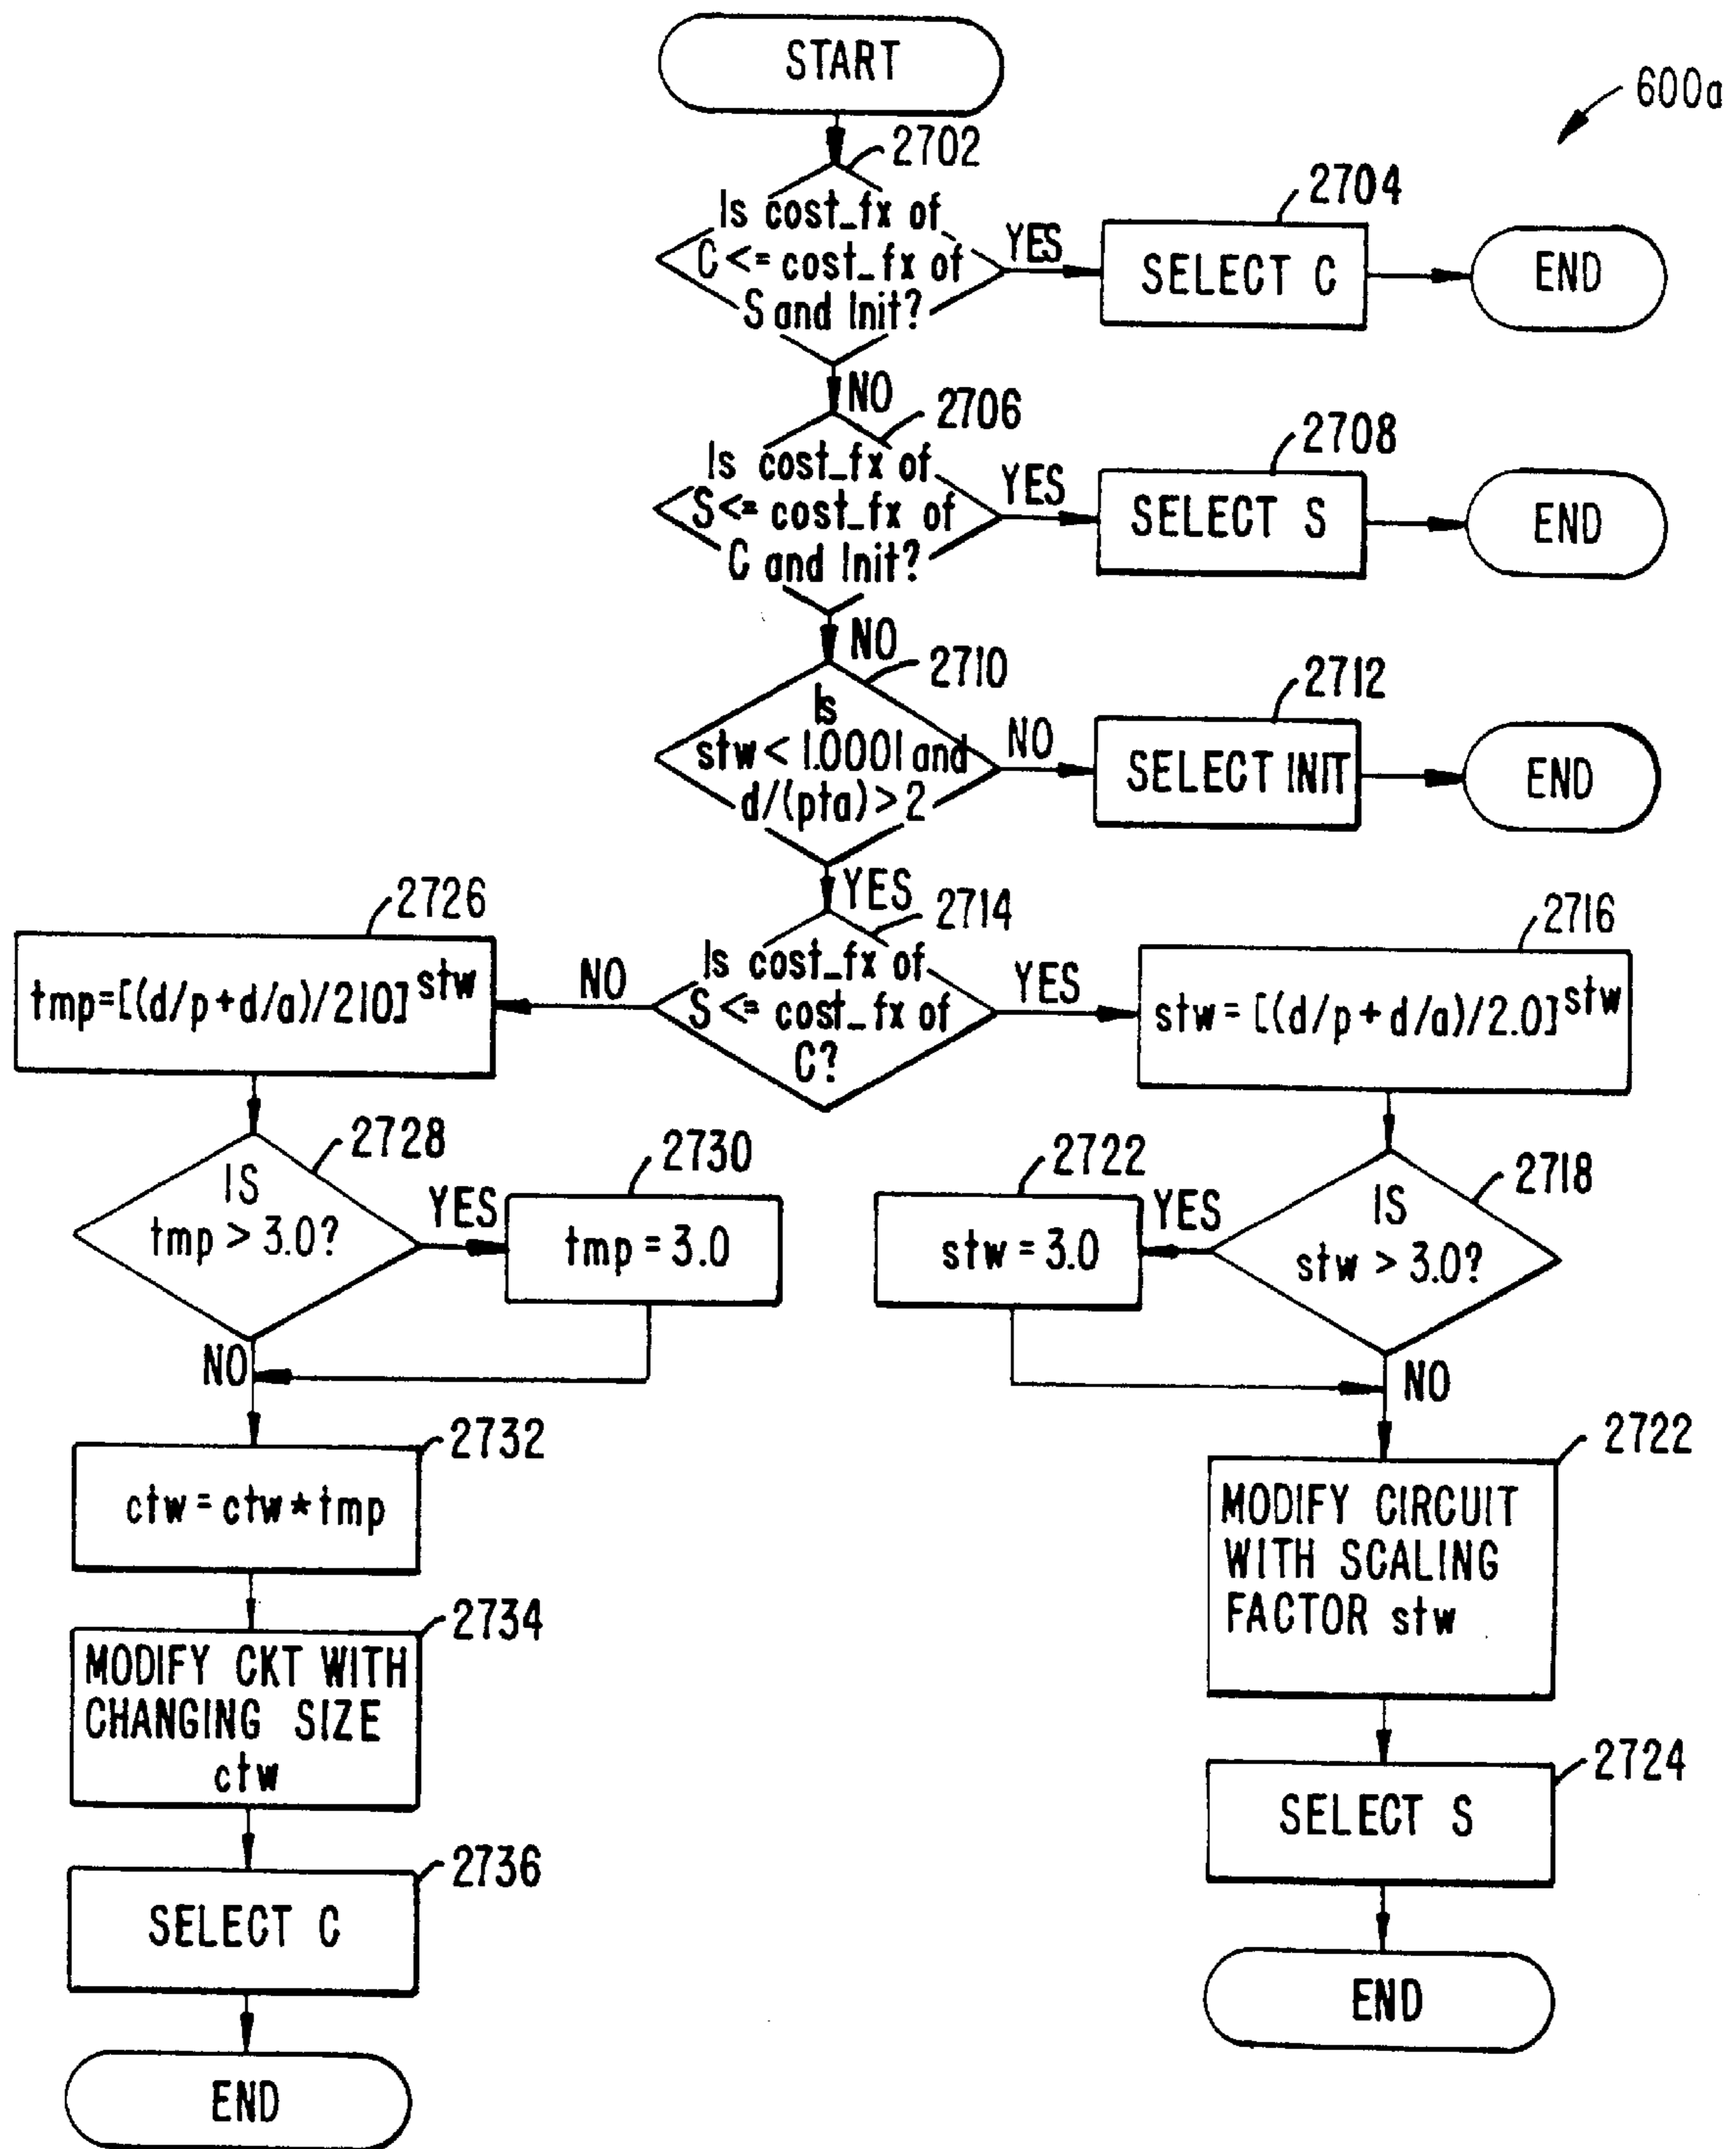 START
600a
2702
Is cost_fx of
C <= cost_fx of
S and Init?
YES
2704
SELECT C
END
NO
2706
Is cost_fx of
S <= cost_fx of
C and Init?
YES
2708
SELECT S
END
NO
2710
Is
stw < 1.0001 and
d/(pta) > 2
NO
2712
SELECT INIT
END
YES
2714
Is cost_fx of
S <= cost_fx of
C?
NO
YES
2726
tmp=[(d/p+d/a)/210]stw
2716
stw = [(d/p+d/a)/2.0]stw
2728
IS
tmp > 3.0?
YES
2730
tmp = 3.0
NO
2722
stw = 3.0
YES
2718
IS
stw > 3.0?
NO
2732
ctw = ctw * tmp
2734
MODIFY CKT WITH
CHANGING SIZE
ctw
2736
SELECT C
END
2722
MODIFY CIRCUIT
WITH SCALING
FACTOR stw
2724
SELECT S
END